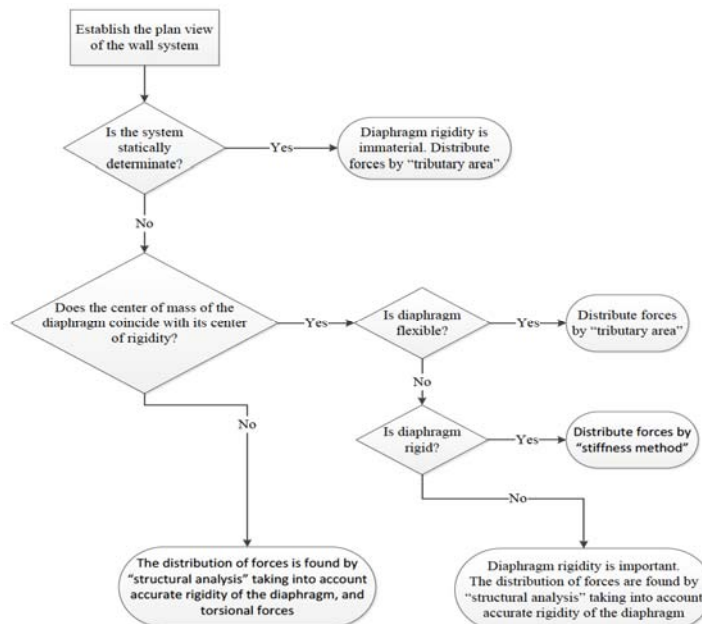 Establish the plan view
of the wall system
Is the system
statically
determinate?
Yes
Diaphragm rigidity is
immaterial. Distribute
forces by “tributary area”
No
Does the center of mass of the
diaphragm coincide with its center
of rigidity?
Yes
Is diaphragm
flexible?
Yes
Distribute forces
by “tributary area”
No
Is diaphragm
rigid?
Yes
Distribute forces by
“stiffness method”
No
No
The distribution of forces is found by
“structural analysis” taking into account
accurate rigidity of the diaphragm, and
torsional forces
Diaphragm rigidity is important.
The distribution of forces are found by
“structural analysis” taking into account
accurate rigidity of the diaphragm